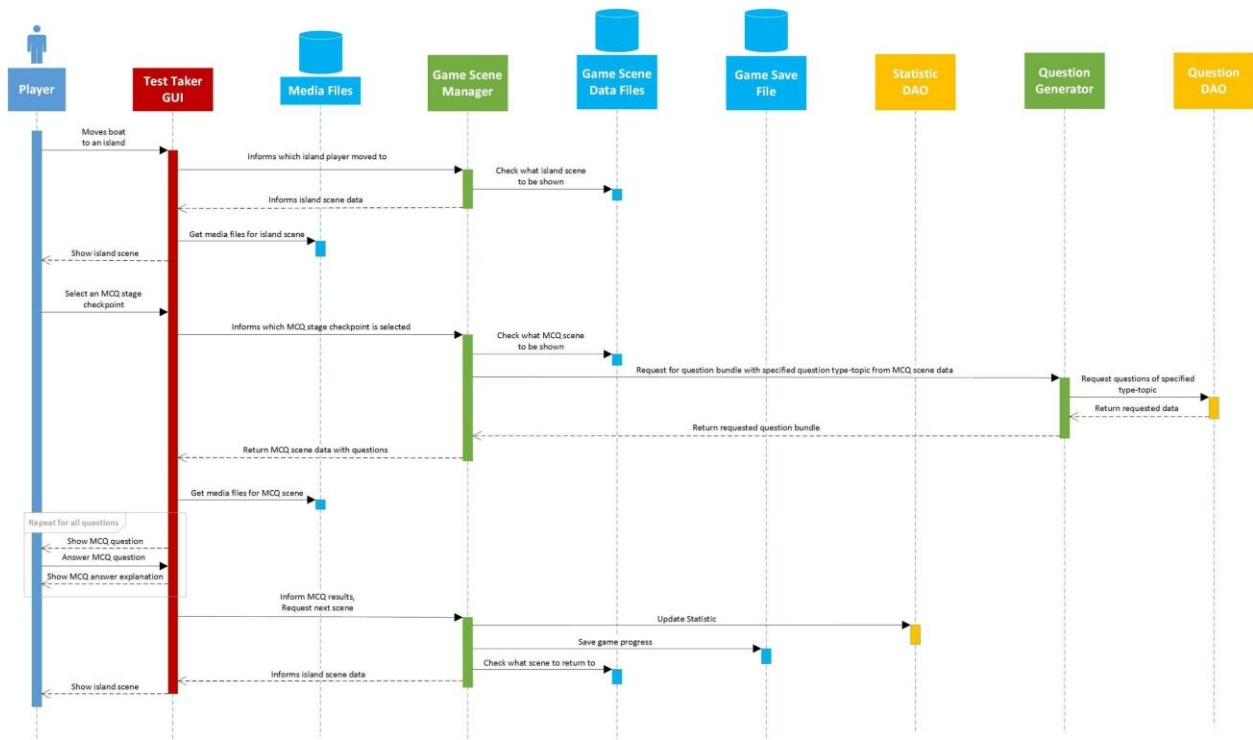 Player
Test Taker
GUI
Media Files
Game Scene
Manager
Game Scene
Data Files
Game Save
File
Statistic
DAO
Question
Generator
Question
DAO
Moves boat
to an island
Informs which island player moved to
Check what island scene
to be shown
Informs island scene data
Get media files for island scene
Show island scene
Select an MCQ stage
checkpoint
Informs which MCQ stage checkpoint is selected
Check what MCQ scene
to be shown
Request for question bundle with specified question type-topic from MCQ scene data
Request questions of specified
type-topic
Return requested data
Return requested question bundle
Return MCQ scene data with questions
Get media files for MCQ scene
Repeat for all questions
Show MCQ question
Answer MCQ question
Show MCQ answer explanation
Inform MCQ results,
Request next scene
Update Statistic
Save game progress
Check what scene to return to
Informs island scene data
Show island scene